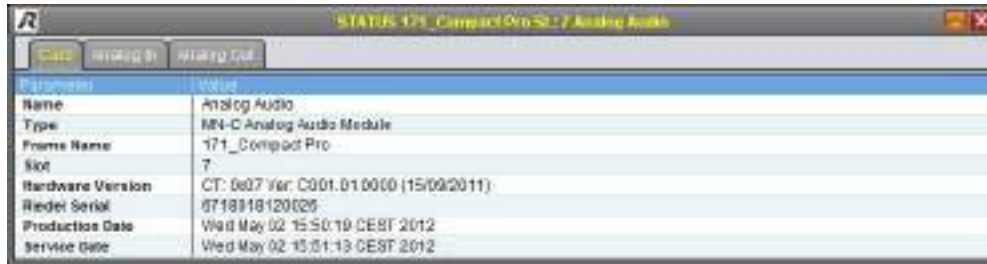 STATUS 171_Compact Pro SL: 7 Analog Audio
Card Analog In Analog Out
Parameter Value
Name Analog Audio
Type MN-C Analog Audio Module
Frame Name 171_Compact Pro
Slot 7
Hardware Version CT: 0x07 Ver: C001.01.0000 (15/09/2011)
Riedel Serial 6718918120026
Production Date Wed May 02 15:50:19 CEST 2012
Service Date Wed May 02 15:51:13 CEST 2012